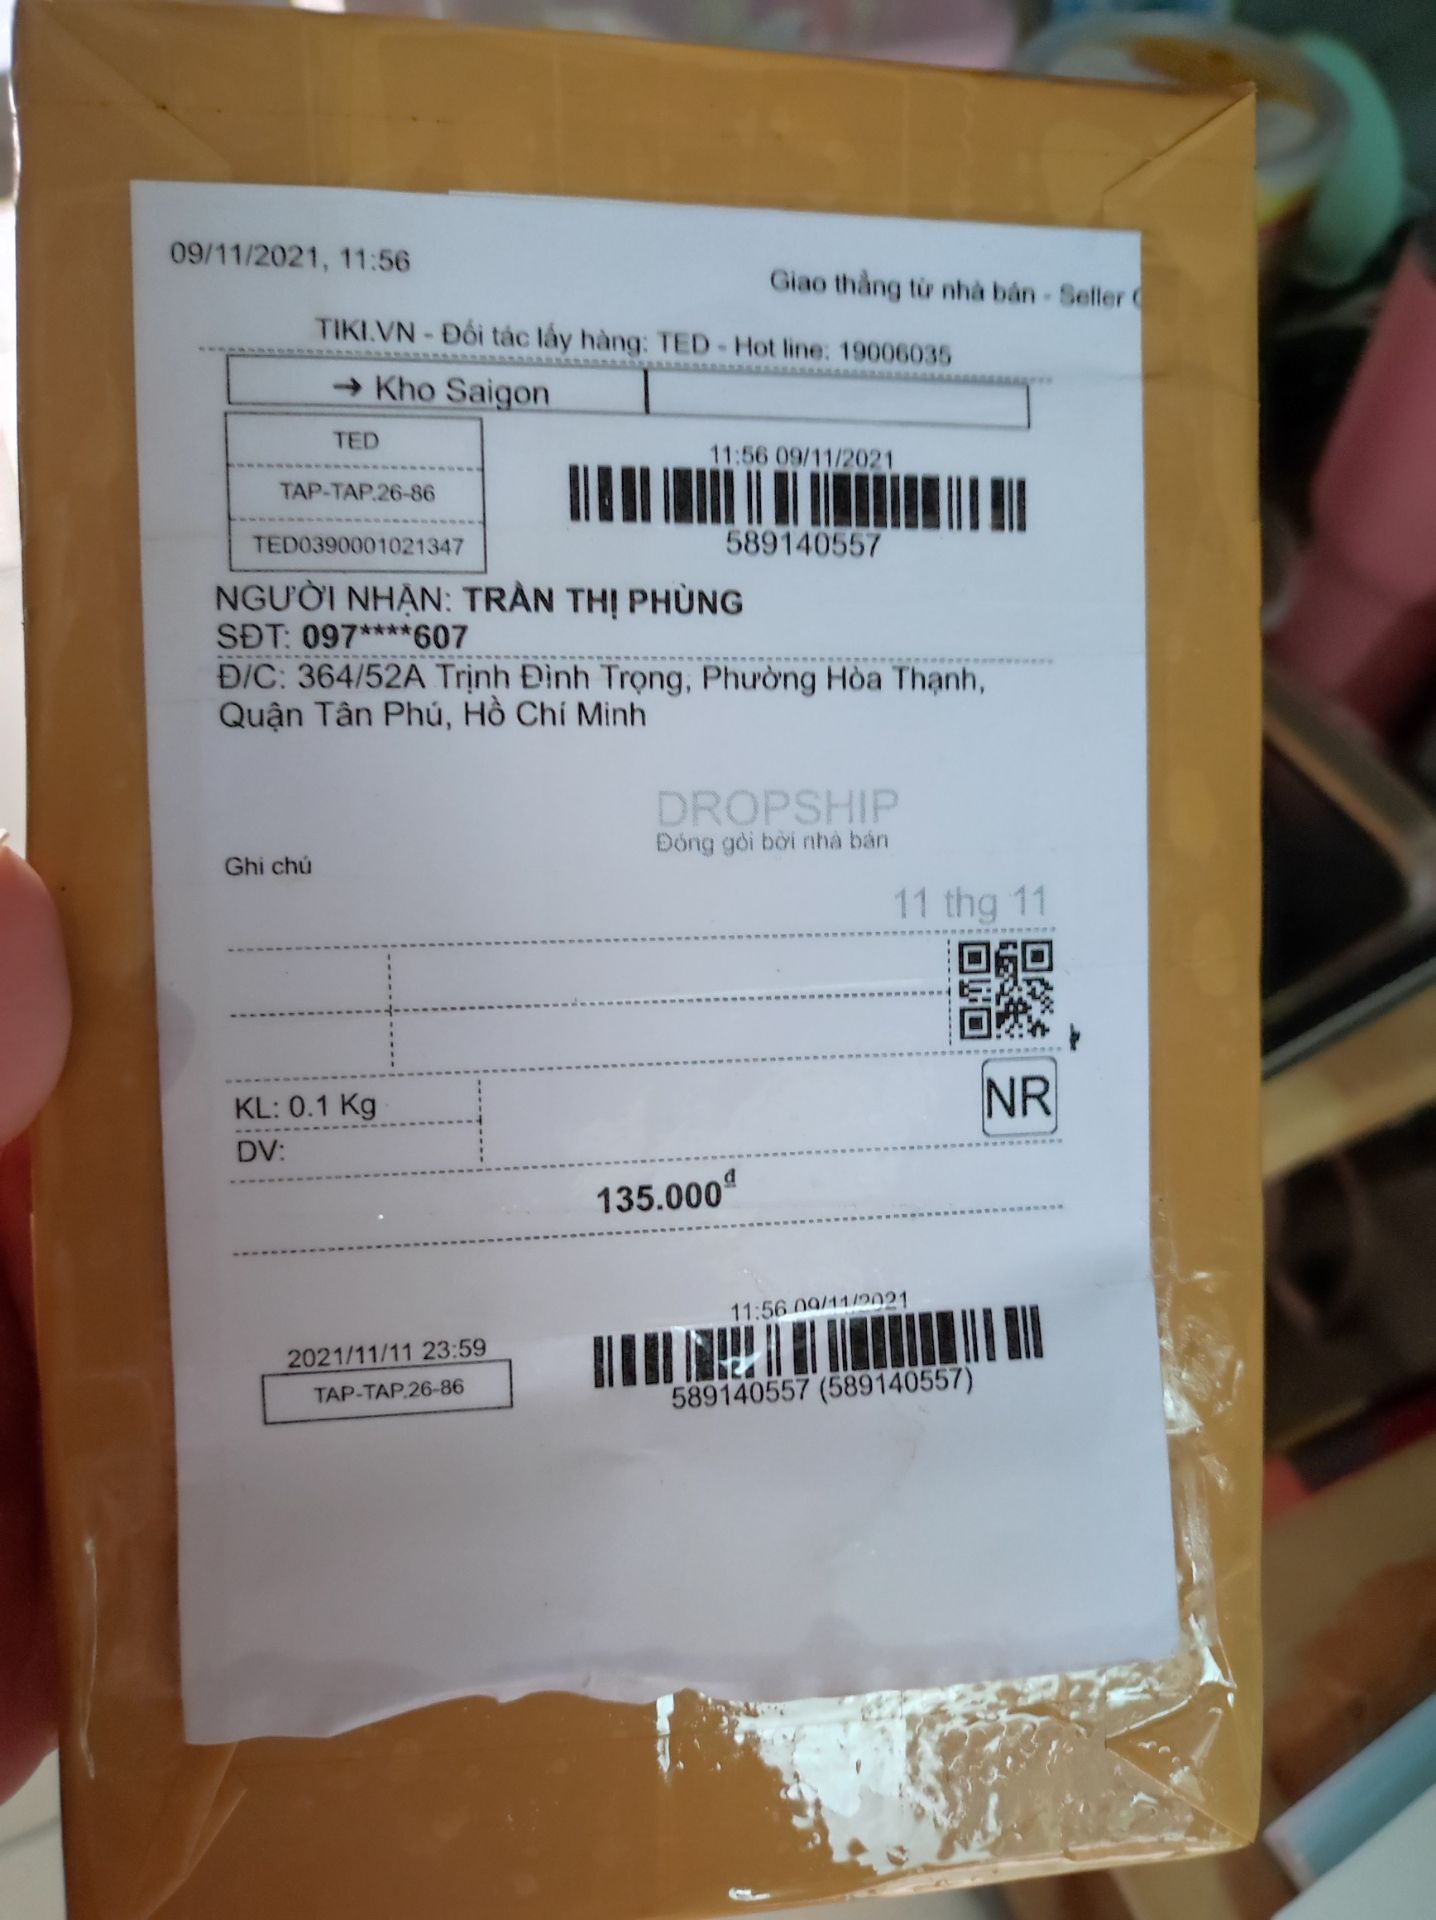 09/11/2021, 11:56
Giao thẳng từ nhà bán - Seller
TIKI.VN - Đối tác lấy hàng: TED - Hot line: 19006035
→ Kho Saigon
TED
TAP-TAP.26-86
TED0390001021347
11:56 09/11/2021
589140557
NGƯỜI NHẬN: TRẦN THỊ PHÙNG
SĐT: 097****607
Đ/C: 364/52A Trịnh Đình Trọng, Phường Hòa Thạnh,
Quận Tân Phú, Hồ Chí Minh
DROPSHIP
Đóng gói bởi nhà bán
Ghi chú
11 thg 11
NR
KL: 0.1 Kg
DV:
135.000đ
11:56 09/11/2021
2021/11/11 23:59
TAP-TAP.26-86
589140557 (589140557)